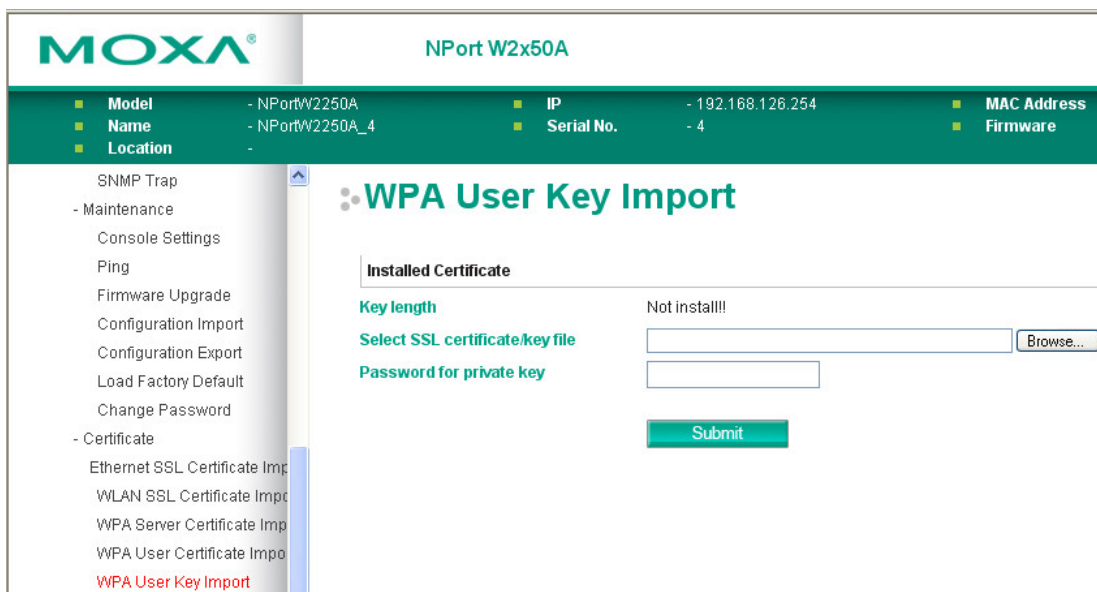 MOXA®
NPort W2x50A
Model - NPortW2250A IP - 192.168.126.254 MAC Address
Name - NPortW2250A_4 Serial No. - 4 Firmware
Location -
SNMP Trap
- Maintenance
Console Settings
Ping
Firmware Upgrade
Configuration Import
Configuration Export
Load Factory Default
Change Password
- Certificate
Ethernet SSL Certificate Imp
WLAN SSL Certificate Impo
WPA Server Certificate Imp
WPA User Certificate Impo
WPA User Key Import
WPA User Key Import
Installed Certificate
Key length Not install!!
Select SSL certificate/key file Browse...
Password for private key
Submit